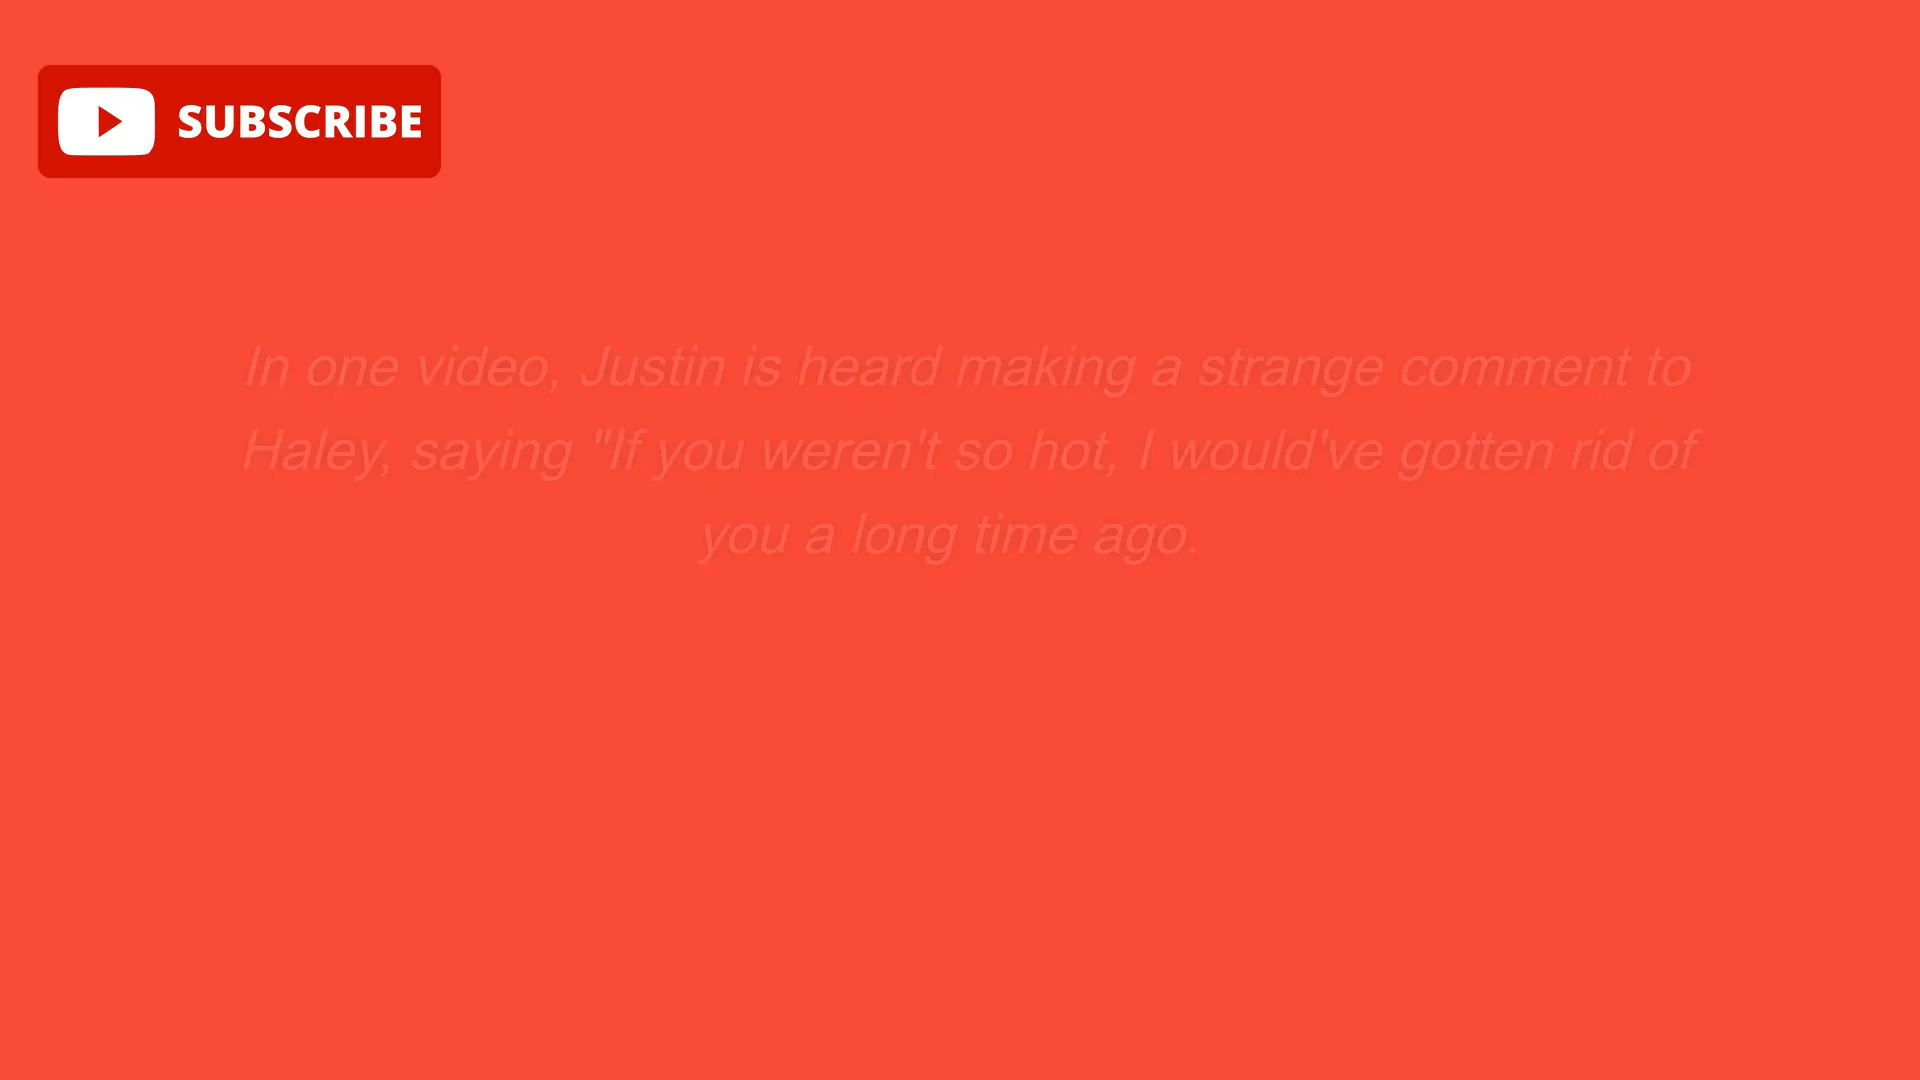 SUBSCRIBE
In one video, Justin is heard making a strange comment to
Haley, saying "If you weren't so hot, I would've gotten rid of
you a long time ago.